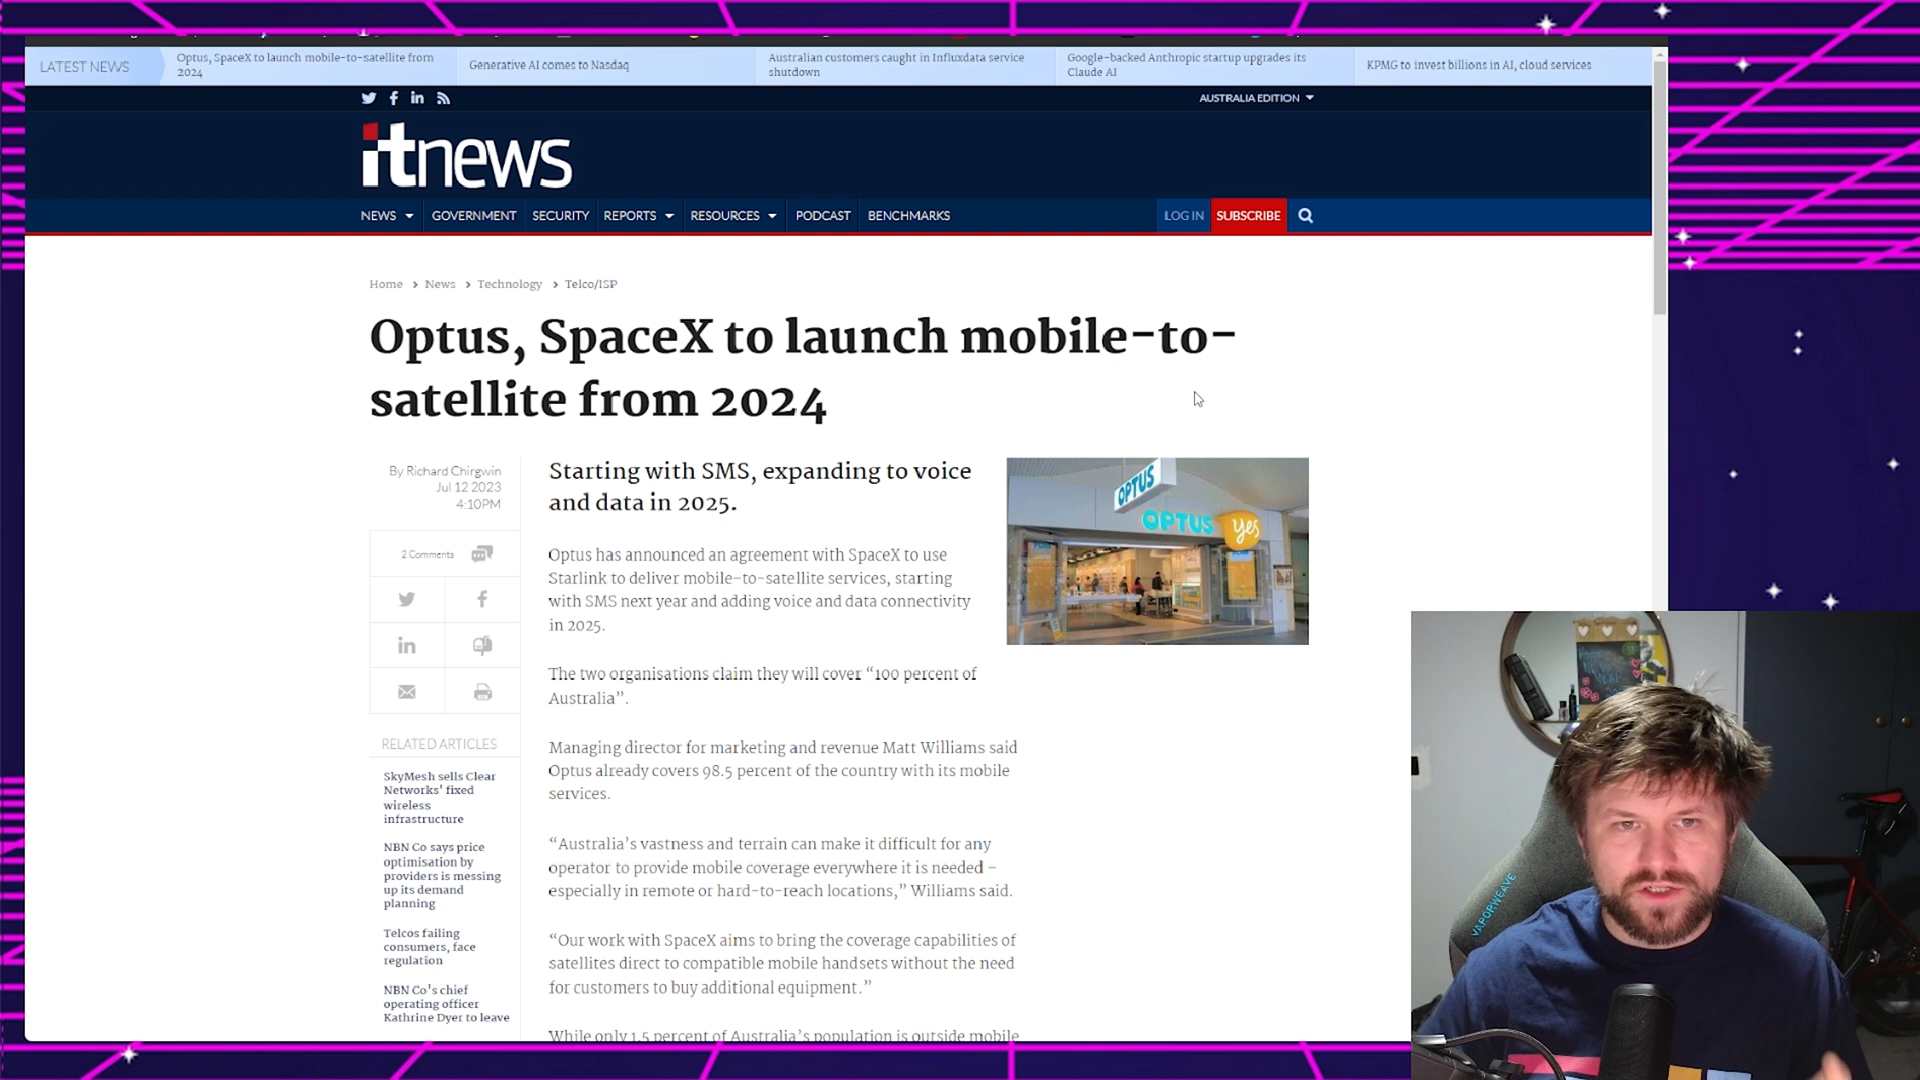 LATEST NEWS
Optus, SpaceX to launch mobile-to-satellite from
2024
Generative AI comes to Nasdaq
Australian customers caught in Influxdata service
shutdown
Google-backed Anthropic startup upgrades its
Claude AI
KPMG to invest billions in AI, cloud services
AUSTRALIA EDITION
itnews
NEWS
GOVERNMENT
SECURITY
REPORTS
RESOURCES
PODCAST
BENCHMARKS
LOG IN
SUBSCRIBE
Home > News > Technology > Telco/ISP
Optus, SpaceX to launch mobile-to-
satellite from 2024
By Richard Chirgwin
Jul 12 2023
4:10PM
2 Comments
RELATED ARTICLES
SkyMesh sells Clear
Networks' fixed
wireless
infrastructure
NBN Co says price
optimisation by
providers is messing
up its demand
planning
Telcos failing
consumers, face
regulation
NBN Co's chief
operating officer
Kathrine Dyer to leave
Starting with SMS, expanding to voice
and data in 2025.
Optus has announced an agreement with SpaceX to use
Starlink to deliver mobile-to-satellite services, starting
with SMS next year and adding voice and data connectivity
in 2025.
The two organisations claim they will cover “100 percent of
Australia”.
Managing director for marketing and revenue Matt Williams said
Optus already covers 98.5 percent of the country with its mobile
services.
“Australia’s vastness and terrain can make it difficult for any
operator to provide mobile coverage everywhere it is needed –
especially in remote or hard-to-reach locations,” Williams said.
“Our work with SpaceX aims to bring the coverage capabilities of
satellites direct to compatible mobile handsets without the need
for customers to buy additional equipment.”
While only 1.5 percent of Australia’s population is outside mobile
OPTUS
OPTUS
yes
VAPORWEAVE